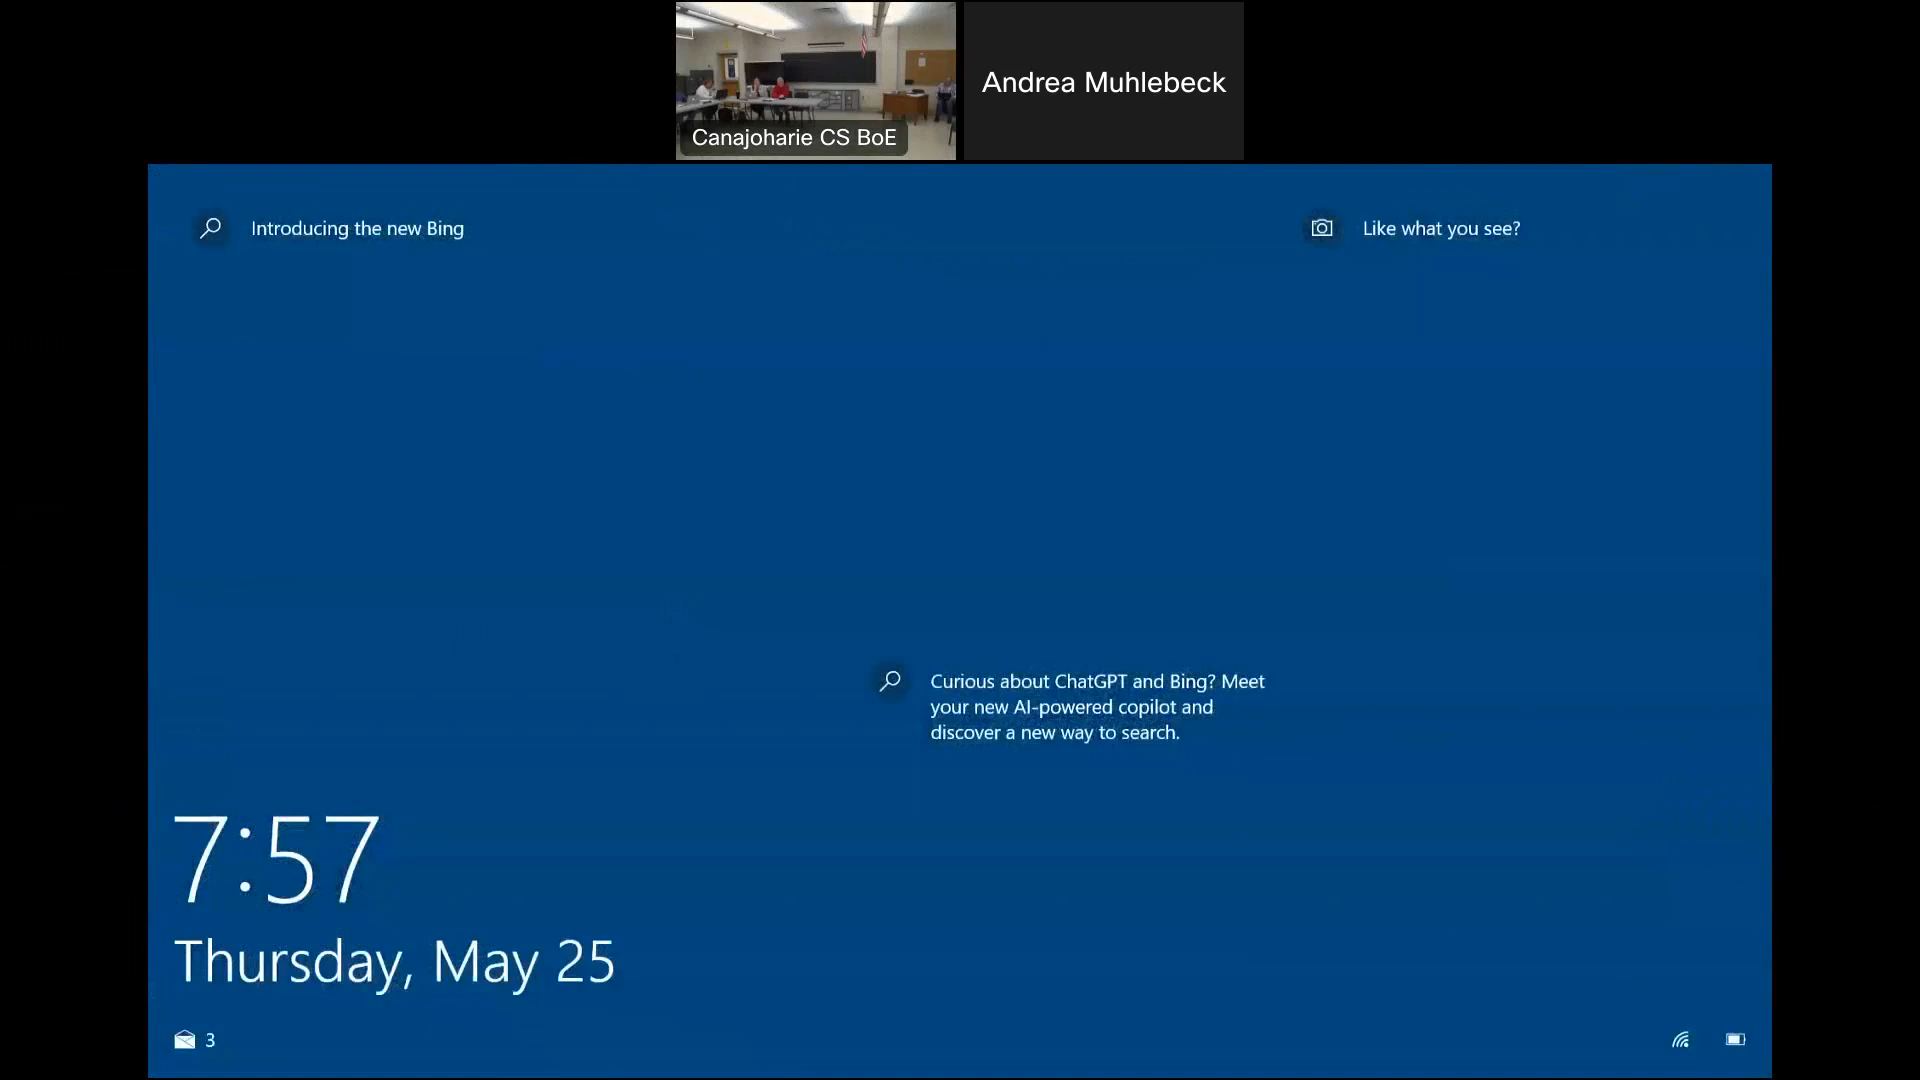 Canajoharie CS BoE
Andrea Muhlebeck
Introducing the new Bing
Like what you see?
Curious about ChatGPT and Bing? Meet
your new AI-powered copilot and
discover a new way to search.
7:57
Thursday, May 25
3